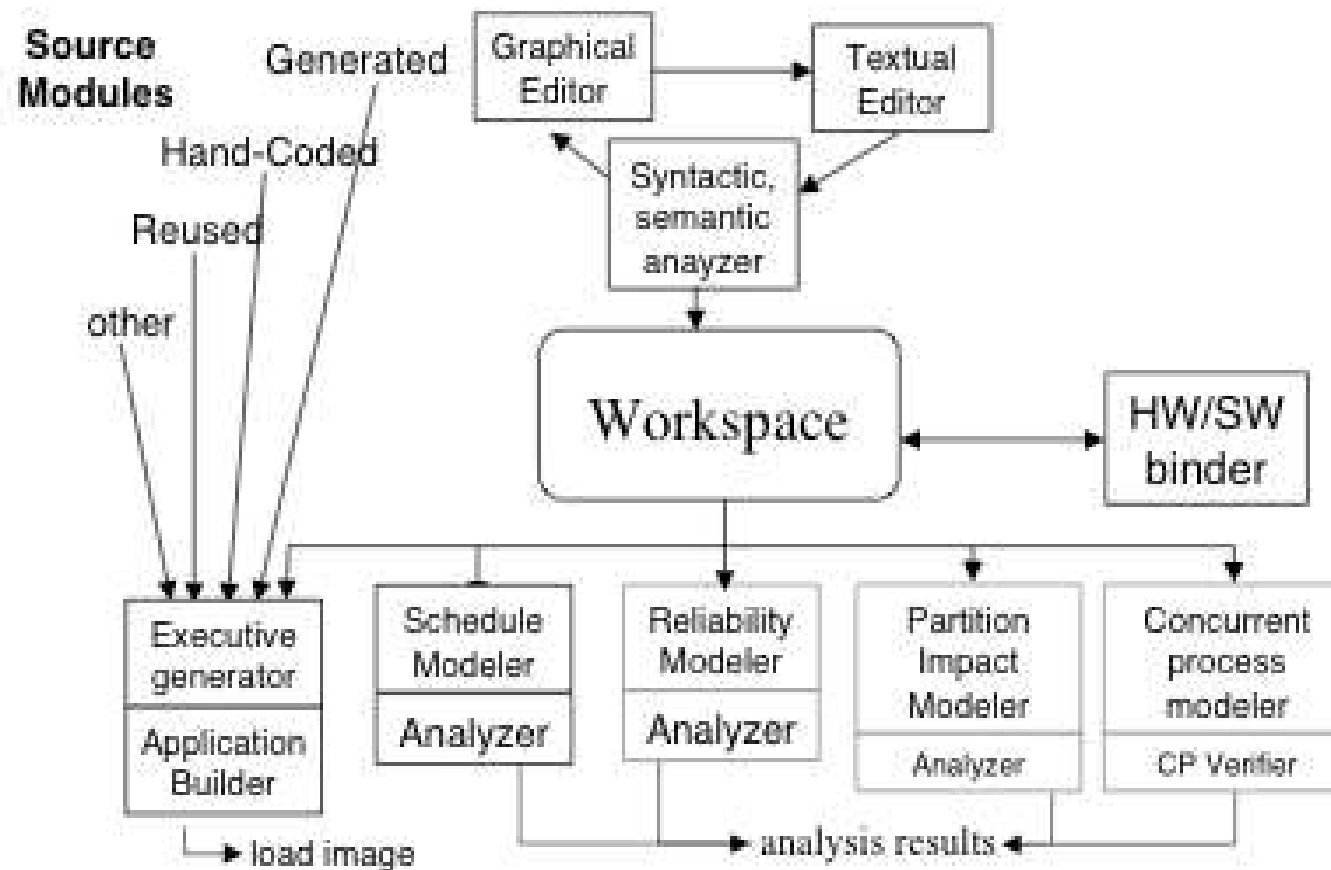 Source
Modules
Generated
Hand-Coded
Reused
other
Graphical
Editor
Textual
Editor
Syntactic,
semantic
anayzer
Workspace
HW/SW
binder
Executive
generator
Application
Builder
Schedule
Modeler
Analyzer
Reliability
Modeler
Analyzer
Partition
Impact
Modeler
Analyzer
Concurrent
process
modeler
CP Verifier
load image
analysis results